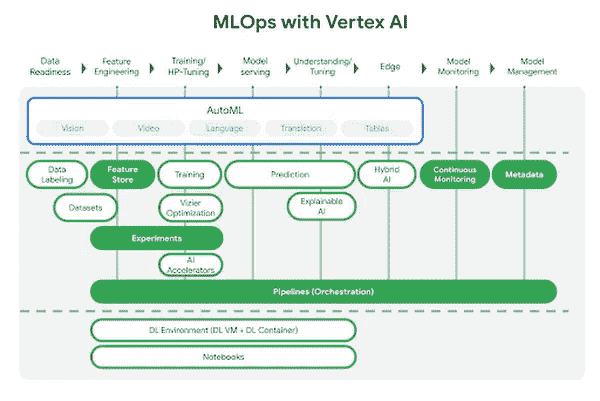 MLOps with Vertex AI
Data
Readiness
Feature
Engineering
Training/
HP-Tuning
Model
serving
Understanding/
Tuning
Edge
Model
Monitoring
Model
Management
AutoML
Vision
Video
Language
Translation
Tables
Data
Labeling
Feature
Store
Training
Prediction
Hybrid
AI
Continuous
Monitoring
Metadata
Datasets
Vizier
Optimization
Explainable
AI
Experiments
AI
Accelerators
Pipelines (Orchestration)
DL Environment (DL VM + DL Container)
Notebooks